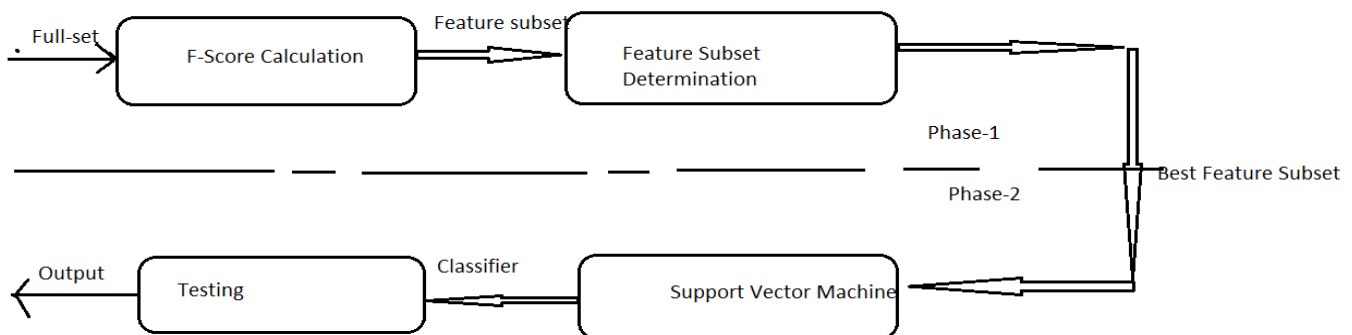 Full-set
F-Score Calculation
Feature subset
Feature Subset
Determination
Phase-1
Best Feature Subset
Phase-2
Output
Testing
Classifier
Support Vector Machine